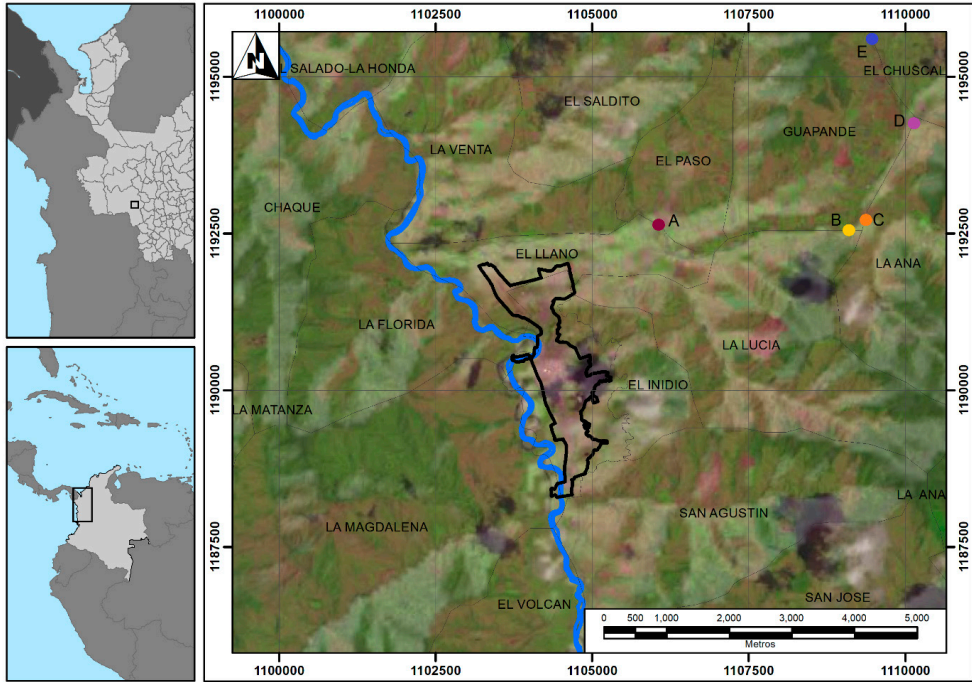 1100000 1102500 1105000 1107500 1110000
1195000
1192500
1190000
1187500
N
L SALADO-LA HONDA
EL SALDITO
E
EL CHUSCAL
D
GUAPANDE
LA VENTA
EL PASO
CHAQUE
A
B
C
EL LLANO
LA ANA
LA FLORIDA
LA LUCIA
EL INIDIO
LA MATANZA
LA ANA
SAN AGUSTIN
LA MAGDALENA
SAN JOSE
EL VOLCAN
0 500 1,000 2,000 3,000 4,000 5,000
Metros
1195000
1192500
1190000
1187500
1100000 1102500 1105000 1107500 1110000